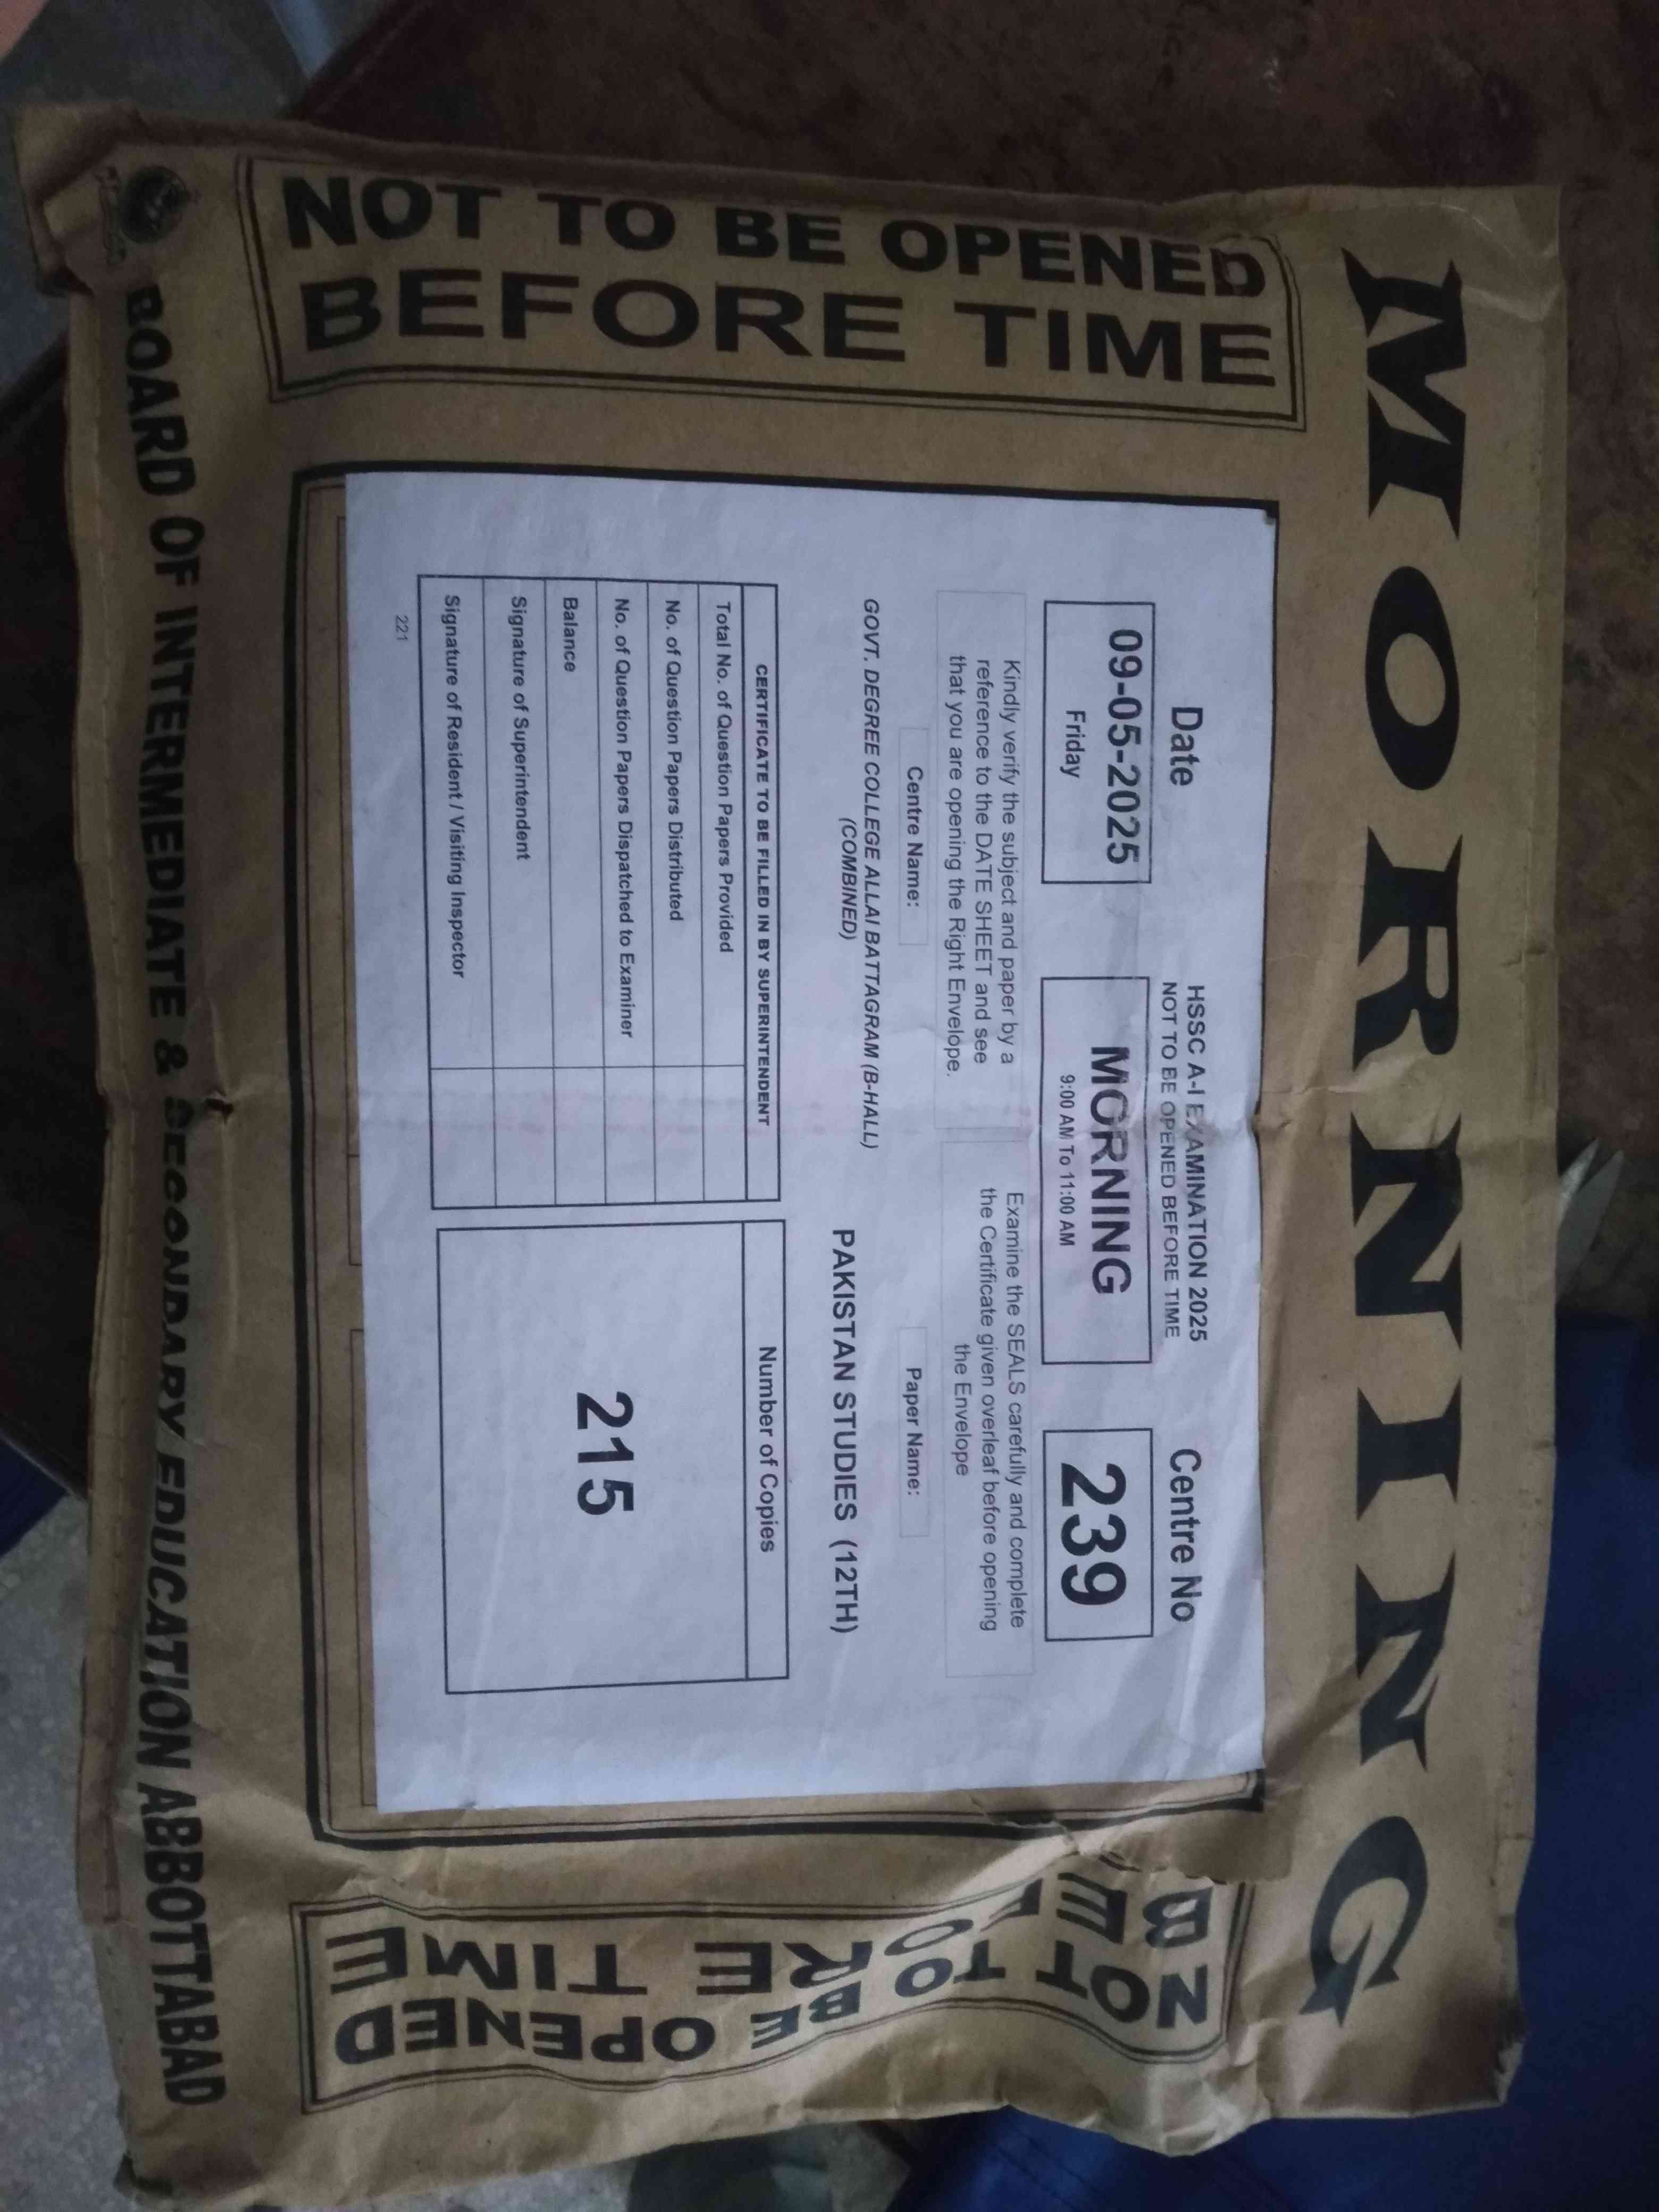 MORNING
NOT TO BE OPENED
BEFORE TIME
Date
09-05-2025
Friday
HSSC A-I EXAMINATION 2025
NOT TO BE OPENED BEFORE TIME
MORNING
9:00 AM To 11:00 AM
Centre No
239
Kindly verify the subject and paper by a
reference to the DATE SHEET and see
that you are opening the Right Envelope.
Examine the SEALS carefully and complete
the Certificate given overleaf before opening
the Envelope
Centre Name:
GOVT. DEGREE COLLEGE ALLAI BATTAGRAM (B-HALL)
(COMBINED)
Paper Name:
PAKISTAN STUDIES (12TH)
CERTIFICATE TO BE FILLED IN BY SUPERINTENDENT
Total No. of Question Papers Provided
No. of Question Papers Distributed
No. of Question Papers Dispatched to Examiner
Balance
Signature of Superintendent
Signature of Resident / Visiting Inspector
Number of Copies
215
221
NOT TO BE OPENED
BEFORE TIME
BOARD OF INTERMEDIATE & SECONDARY EDUCATION ABBOTTABAD